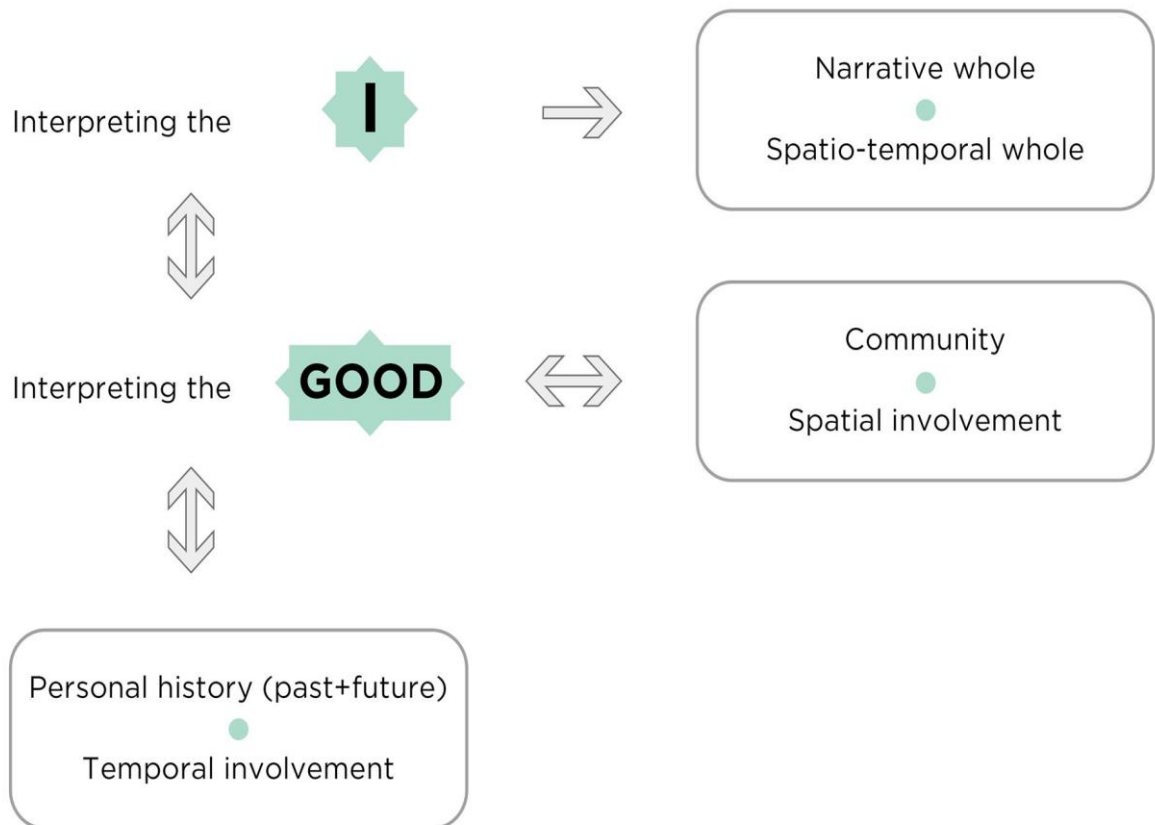 Interpreting the I
Narrative whole
Spatio-temporal whole
Interpreting the GOOD
Community
Spatial involvement
Personal history (past+future)
Temporal involvement